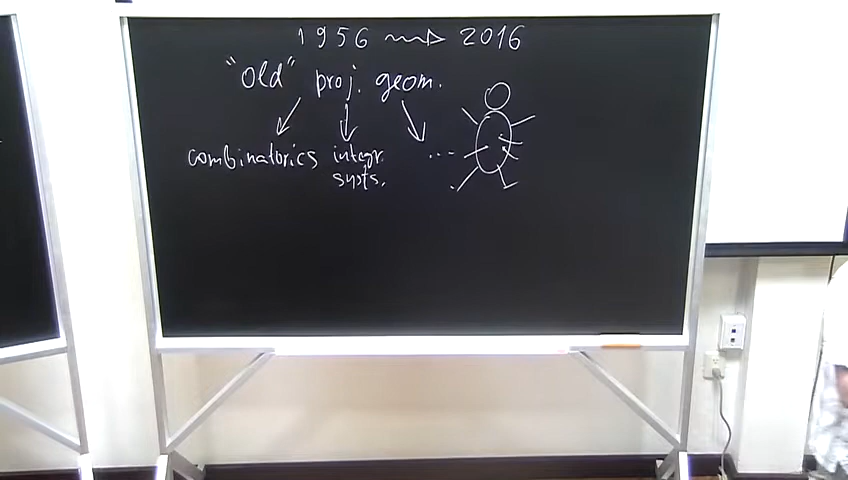 1956 ⟿ 2016
"old" proj. geom.
combinatorics integr. ...
systs.